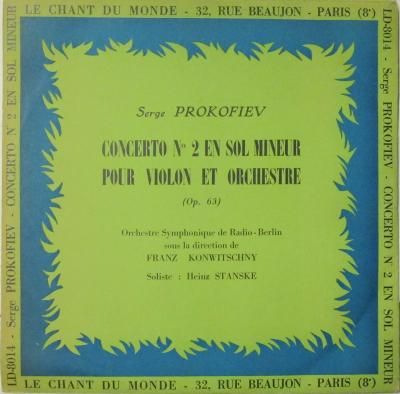 LE CHANT DU MONDE - 32, RUE BEAUJON - PARIS (8e)
LD-8014 - Serge PROKOFIEV - CONCERTO N° 2 EN SOL MINEUR
Serge PROKOFIEV
CONCERTO No 2 EN SOL MINEUR
POUR VIOLON ET ORCHESTRE
(Op. 63)
Orchestre Symphonique de Radio-Berlin
sous la direction de
FRANZ KONWITSCHNY
Soliste : Heinz STANSKE
LD-8014 - Serge PROKOFIEV - CONCERTO N° 2 EN SOL MINEUR
LE CHANT DU MONDE - 32, RUE BEAUJON - PARIS (8e)